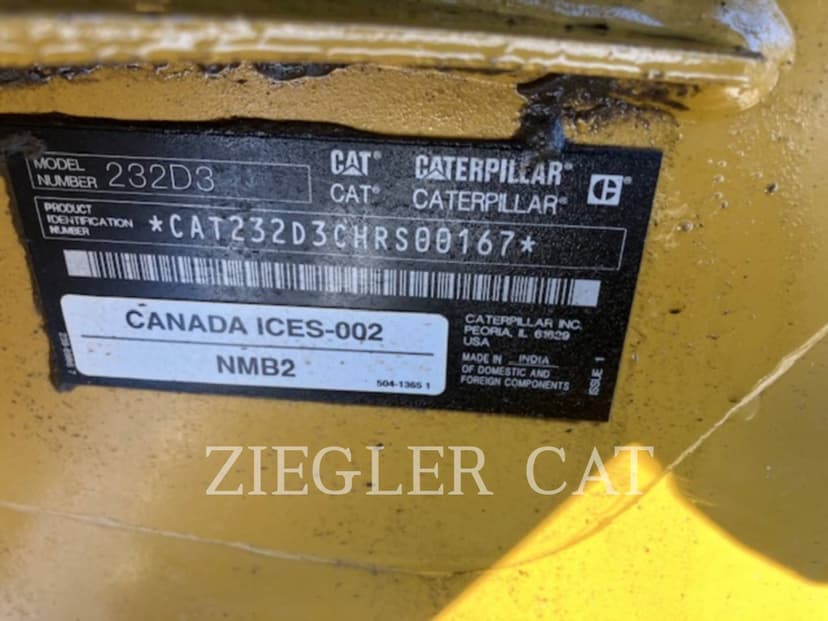 MODEL NUMBER 232D3
CAT® CATERPILLAR®
CAT® CATERPILLAR®
PRODUCT IDENTIFICATION NUMBER *CAT232D3CHRS00167*
CANADA ICES-002
NMB2
504-1365 1
CATERPILLAR INC.
PEORIA, IL 61629
USA
MADE IN INDIA
OF DOMESTIC AND
FOREIGN COMPONENTS
ISSUE 1
ZIEGLER CAT